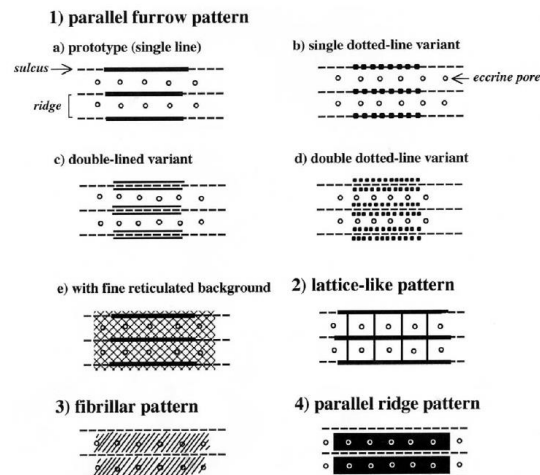 1) parallel furrow pattern
a) prototype (single line)
b) single dotted-line variant
sulcus
eccrine pore
ridge
c) double-lined variant
d) double dotted-line variant
e) with fine reticulated background
2) lattice-like pattern
3) fibrillar pattern
4) parallel ridge pattern